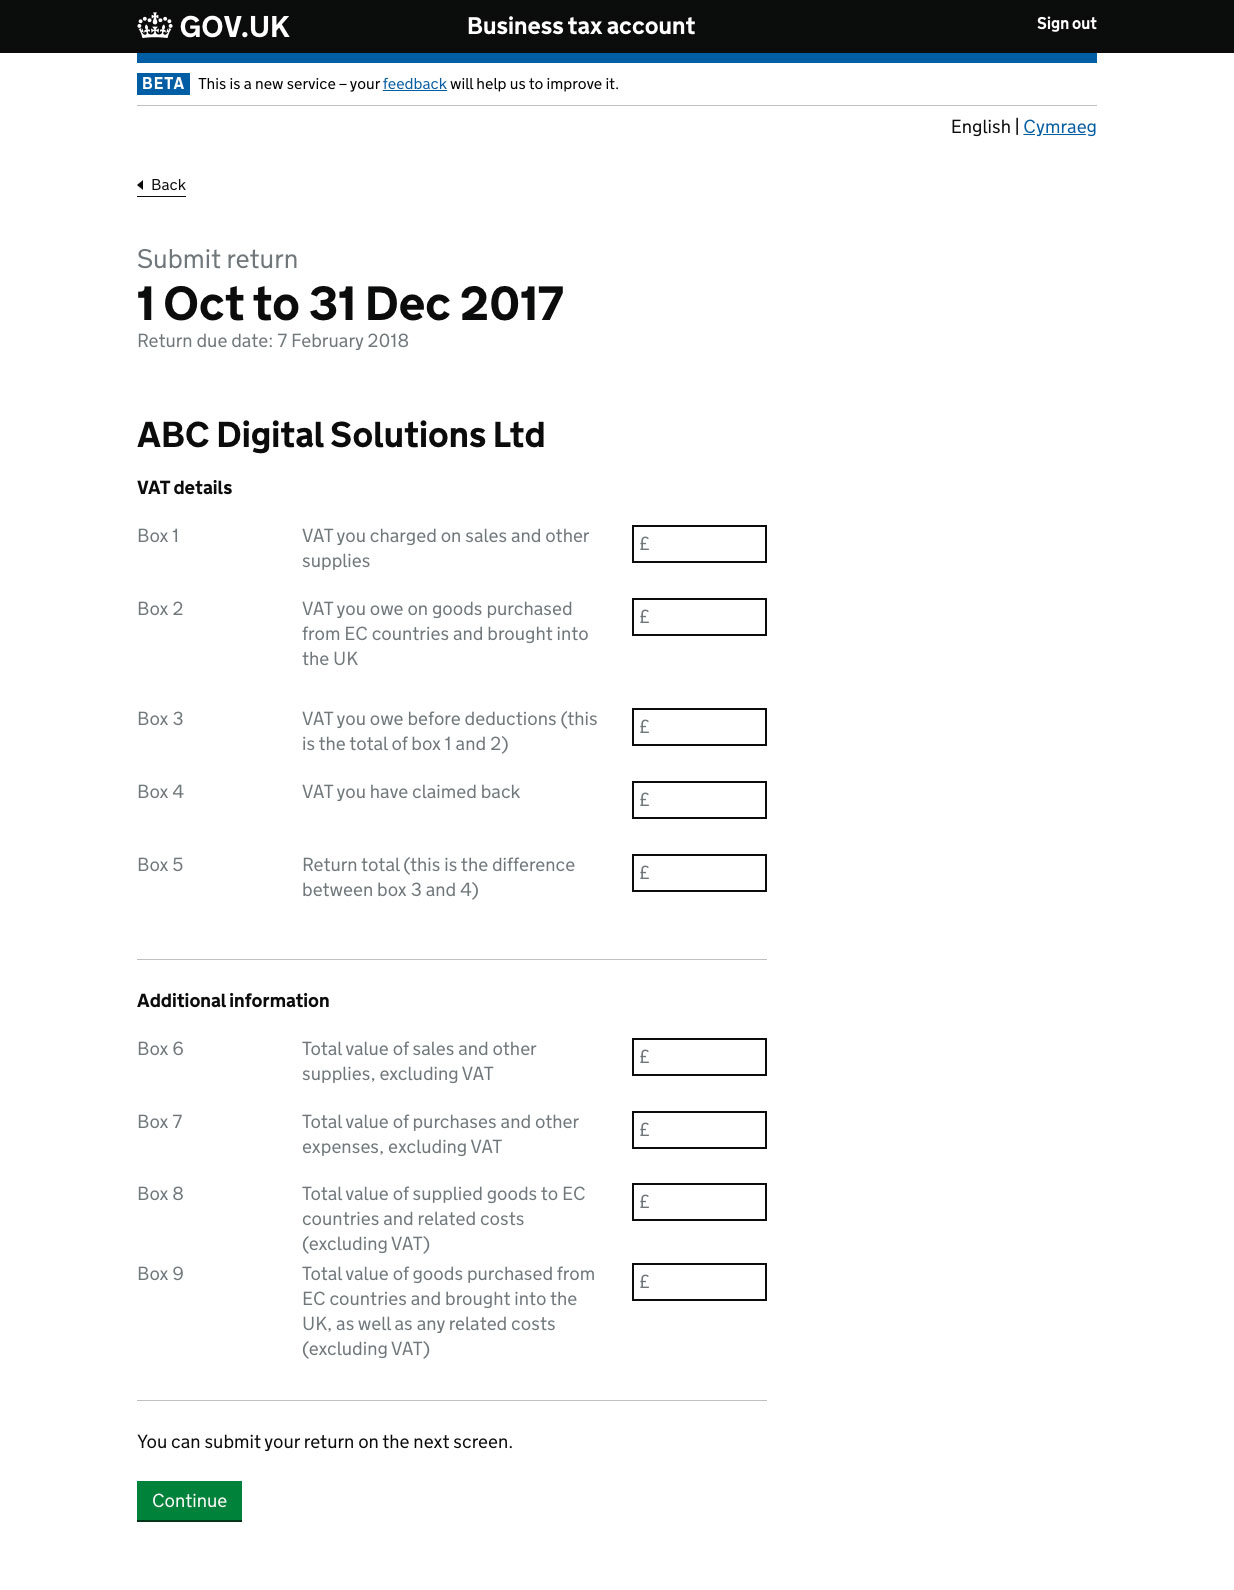 GOV.UK Business tax account Sign out
BETA This is a new service – your feedback will help us to improve it.
English | Cymraeg
Back
Submit return
1 Oct to 31 Dec 2017
Return due date: 7 February 2018
ABC Digital Solutions Ltd
VAT details
Box 1 VAT you charged on sales and other £
supplies
Box 2 VAT you owe on goods purchased £
from EC countries and brought into
the UK
Box 3 VAT you owe before deductions (this £
is the total of box 1 and 2)
Box 4 VAT you have claimed back £
Box 5 Return total (this is the difference £
between box 3 and 4)
Additional information
Box 6 Total value of sales and other £
supplies, excluding VAT
Box 7 Total value of purchases and other £
expenses, excluding VAT
Box 8 Total value of supplied goods to EC £
countries and related costs
(excluding VAT)
Box 9 Total value of goods purchased from £
EC countries and brought into the
UK, as well as any related costs
(excluding VAT)
You can submit your return on the next screen.
Continue